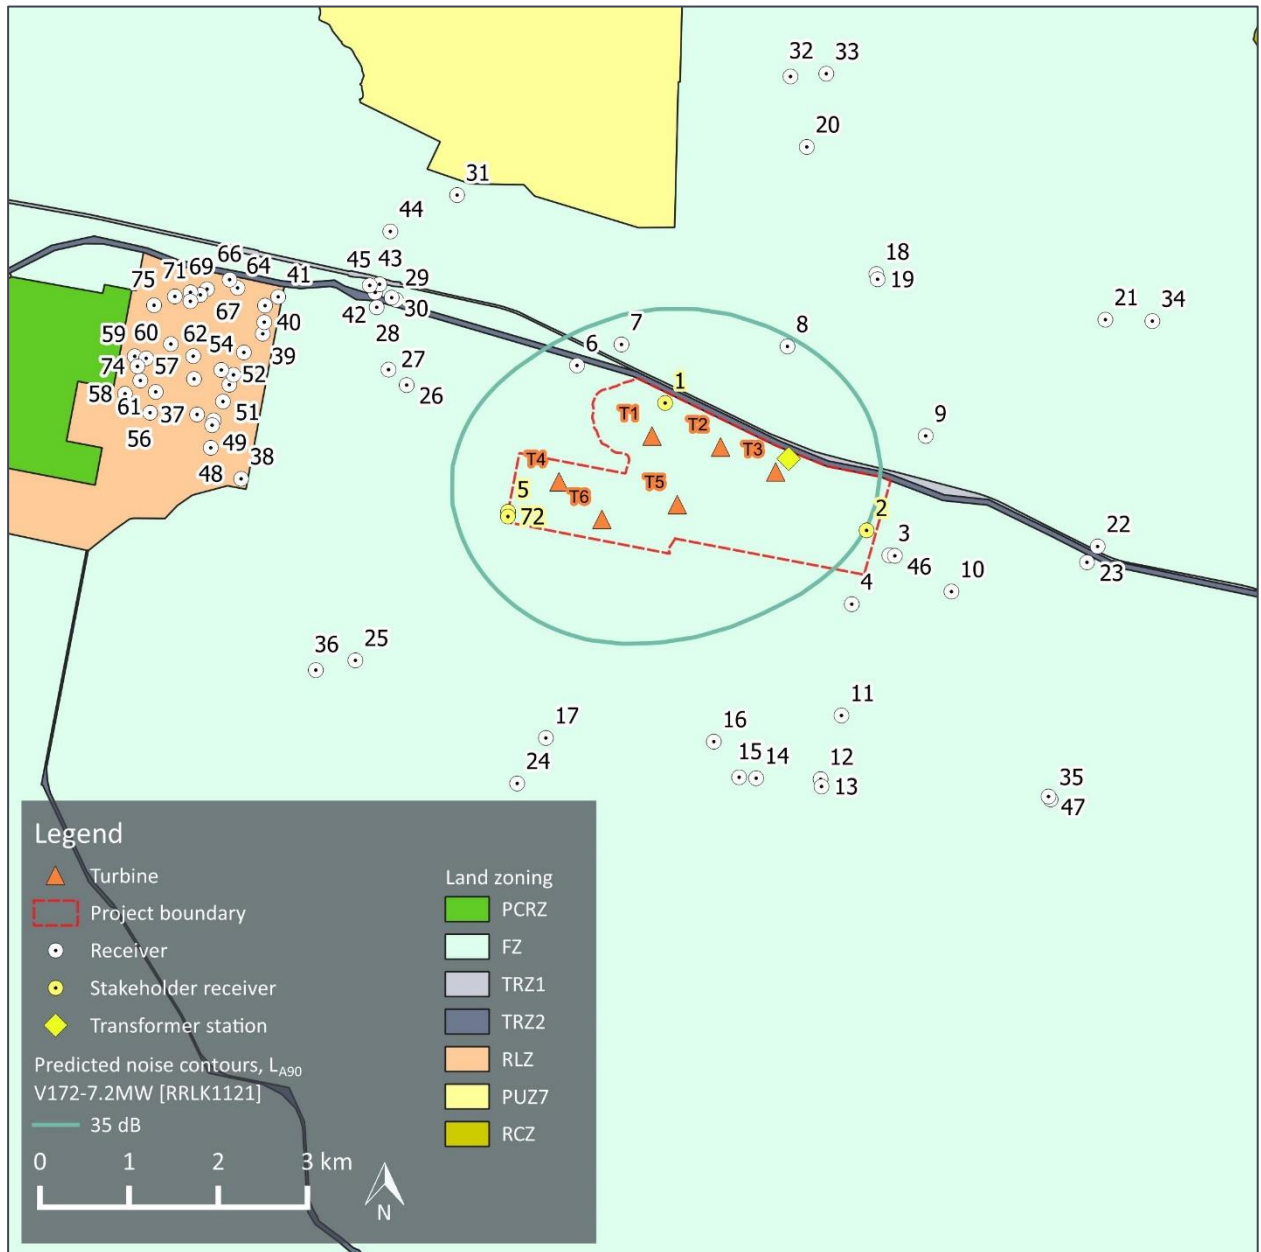 32 33
20
31
44
18
19
66
45 43
71 69 64
75 41 29
21 34
67
42 30
59 60 62 40
28
7
8
54
6
39
74 57 27
52
1
58 26
T1
61 37 51
T2
56 9
49
T3
38
T4
48
T5
5 T6
72 2
3
22
46
23
10
4
36 25
11
17
16
15 14 12
24
13
35
47
Legend
Turbine
Project boundary
Receiver
Stakeholder receiver
Transformer station
Predicted noise contours, LA90
V172-7.2MW [RRLK1121]
35 dB
0 1 2 3 km
N
Land zoning
PCRZ
FZ
TRZ1
TRZ2
RLZ
PUZ7
RCZ